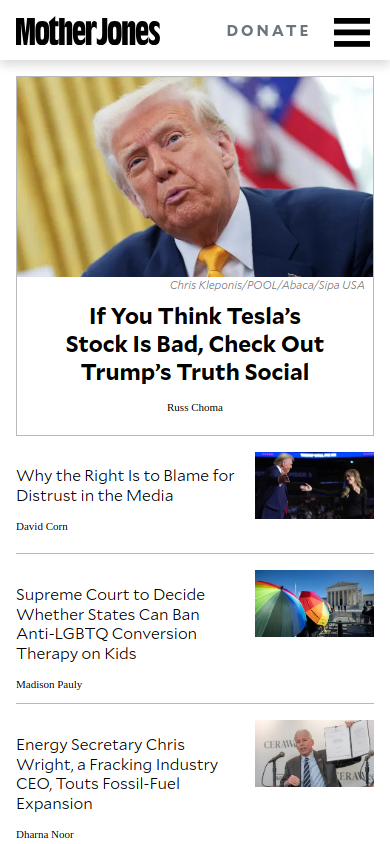 Mother Jones
DONATE
Chris Kleponis/POOL/Abaca/Sipa USA
If You Think Tesla's
Stock Is Bad, Check Out
Trump's Truth Social
Russ Choma
Why the Right Is to Blame for
Distrust in the Media
David Corn
Supreme Court to Decide
Whether States Can Ban
Anti-LGBTQ Conversion
Therapy on Kids
Madison Pauly
Energy Secretary Chris
Wright, a Fracking Industry
CEO, Touts Fossil-Fuel
Expansion
CERAW
CERAW
Dharna Noor